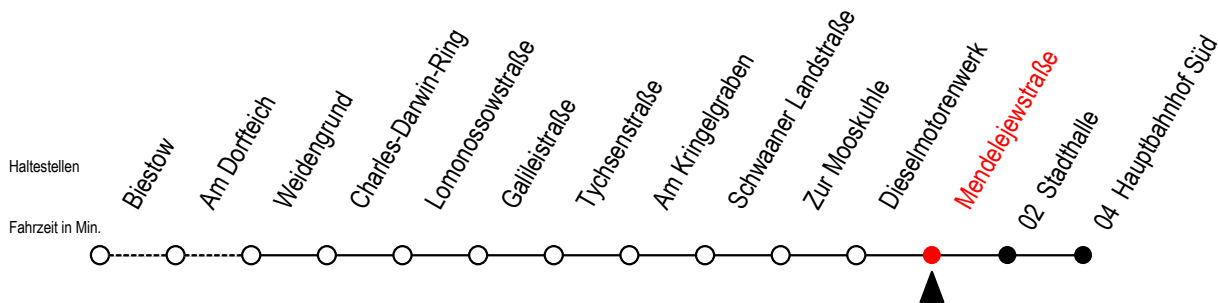 Haltestellen
Fahrzeit in Min.
Biestow
Am Dorfteich
Weidengrund
Charles-Darwin-Ring
Lomonossowstraße
Galileistraße
Tychsenstraße
Am Kringelgraben
Schwaaner Landstraße
Zur Mooskuhle
Dieselmotorenwerk
Mendelejewstraße
02 Stadthalle
04 Hauptbahnhof Süd